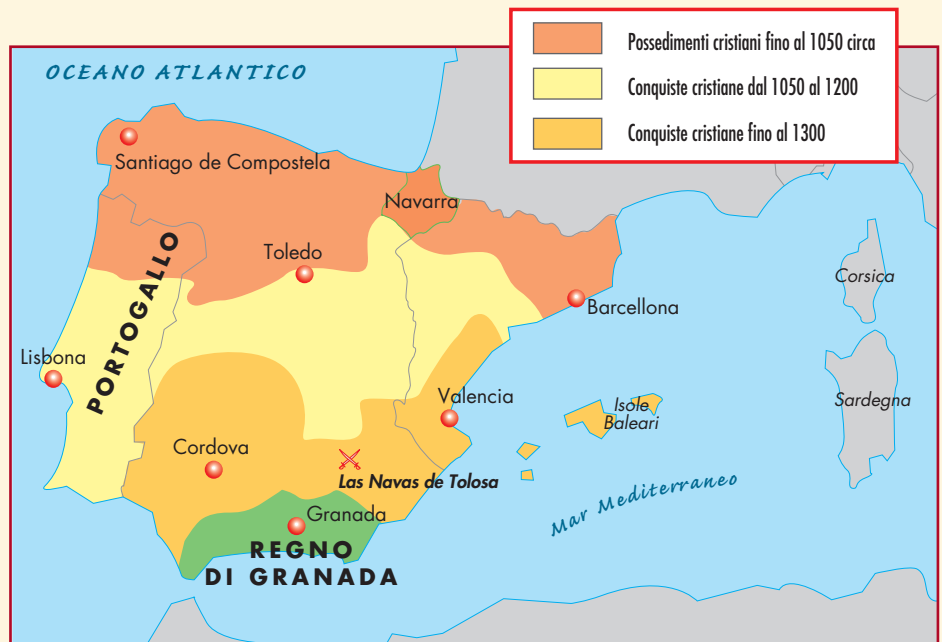 Possedimenti cristiani fino al 1050 circa
Conquiste cristiane dal 1050 al 1200
Conquiste cristiane fino al 1300
OCEANO ATLANTICO
Santiago de Compostela
Navarra
Toledo
PORTOGALLO
Barcellona
Corsica
Lisbona
Valencia
Isole
Baleari
Sardegna
Cordova
Las Navas de Tolosa
Mar Mediterraneo
Granada
REGNO
DI GRANADA